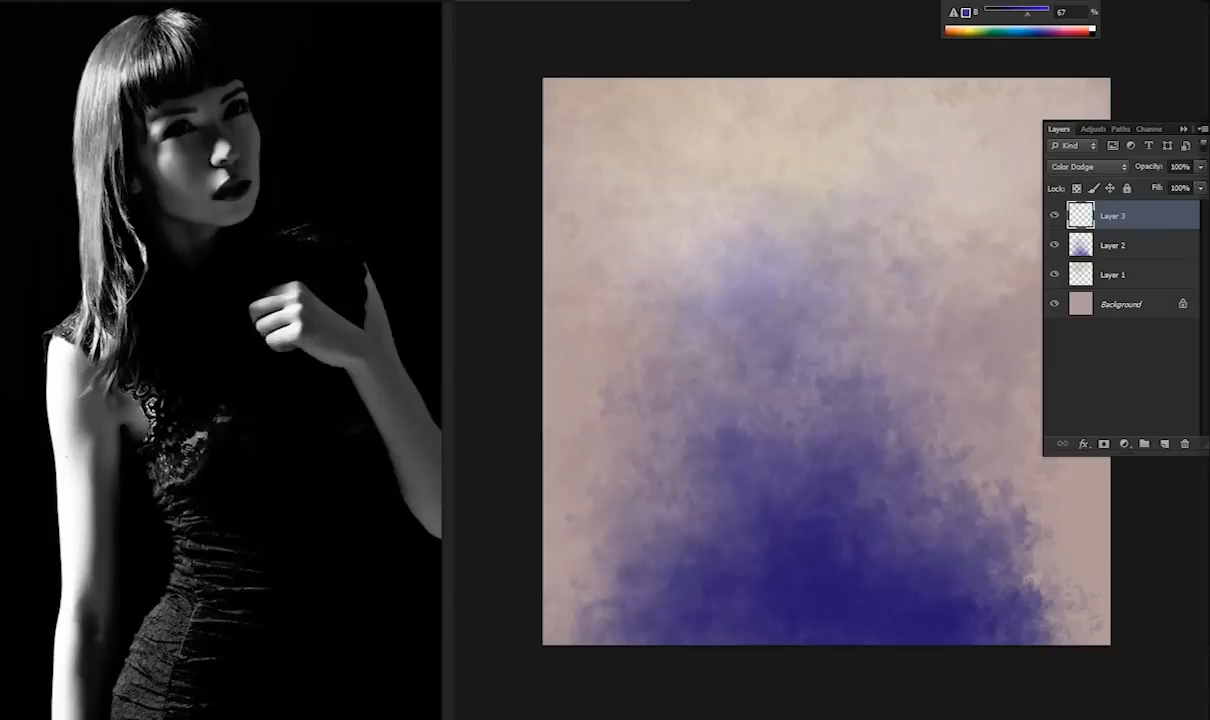 B 67 %
Layers Adjust Paths Channe
Kind
Color Dodge Opacity: 100%
Lock: Fill: 100%
Layer 3
Layer 2
Layer 1
Background
fx